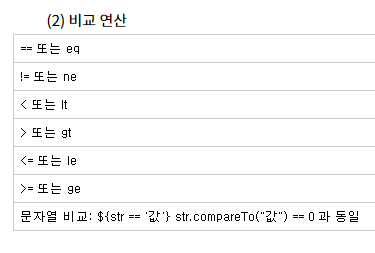 (2) 비교 연산
== 또는 eq
!= 또는 ne
< 또는 lt
> 또는 gt
<= 또는 le
>= 또는 ge
문자열 비교: ${str == '값'} str.compareTo("값") == 0 과 동일